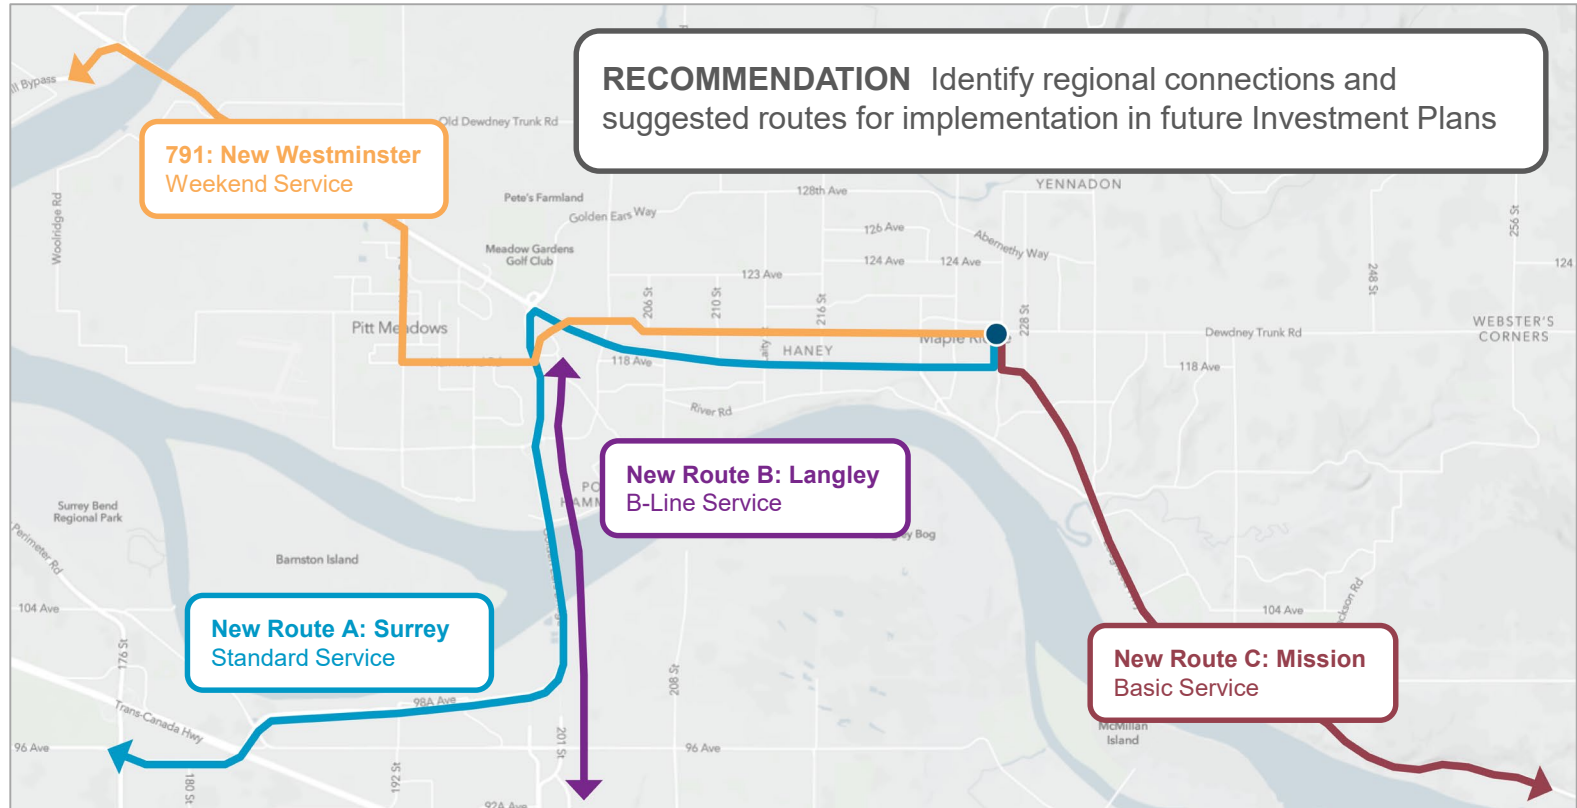 RECOMMENDATION Identify regional connections and
suggested routes for implementation in future Investment Plans
Bypass
Old Dewdney Trunk Rd
791: New Westminster
Weekend Service
128th Ave
YENNADON
Pete's Farmland
Golden Ears Way
Woolridge Rd
256 St
126 Ave
Abernethy Way
Meadow Gardens
Golf Club
124 Ave
124 Ave
124
123 Ave
248 St
206 St
210 St
216 St
228 St
Pitt Meadows
WEBSTER'S
CORNERS
Dewdney Trunk Rd
HANEY
118 Ave
118 Ave
River Rd
New Route B: Langley
B-Line Service
Surrey Bend
Regional Park
Perimeter Rd
Bog
Barnston Island
104 Ave
104 Ave
New Route A: Surrey
Standard Service
176 St
208 St
New Route C: Mission
Basic Service
98A Ave
Trans-Canada Hwy
McMillan
Island
96 Ave
201 St
96 Ave
180 St
192 St
92A Ave